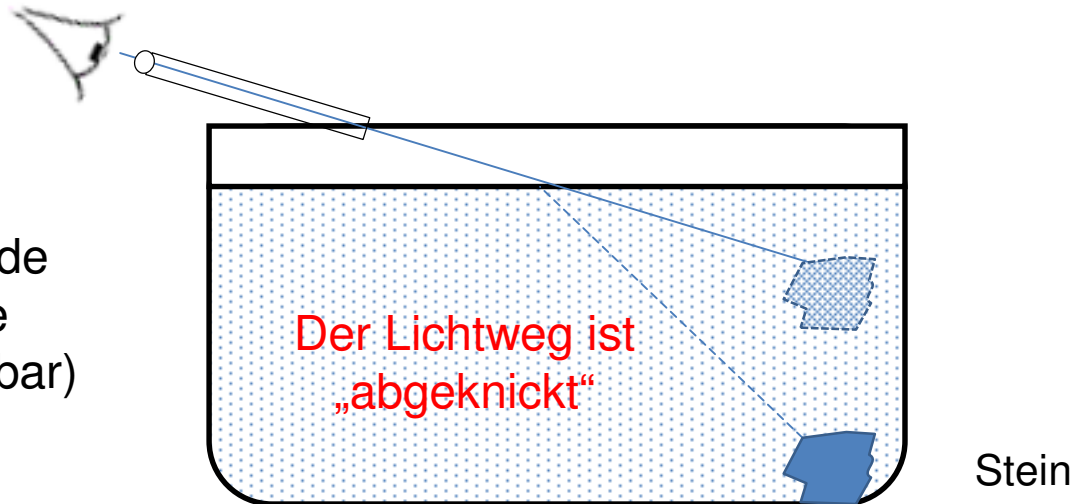 de
e
bar)
Der Lichtweg ist
„abgeknickt“
Stein